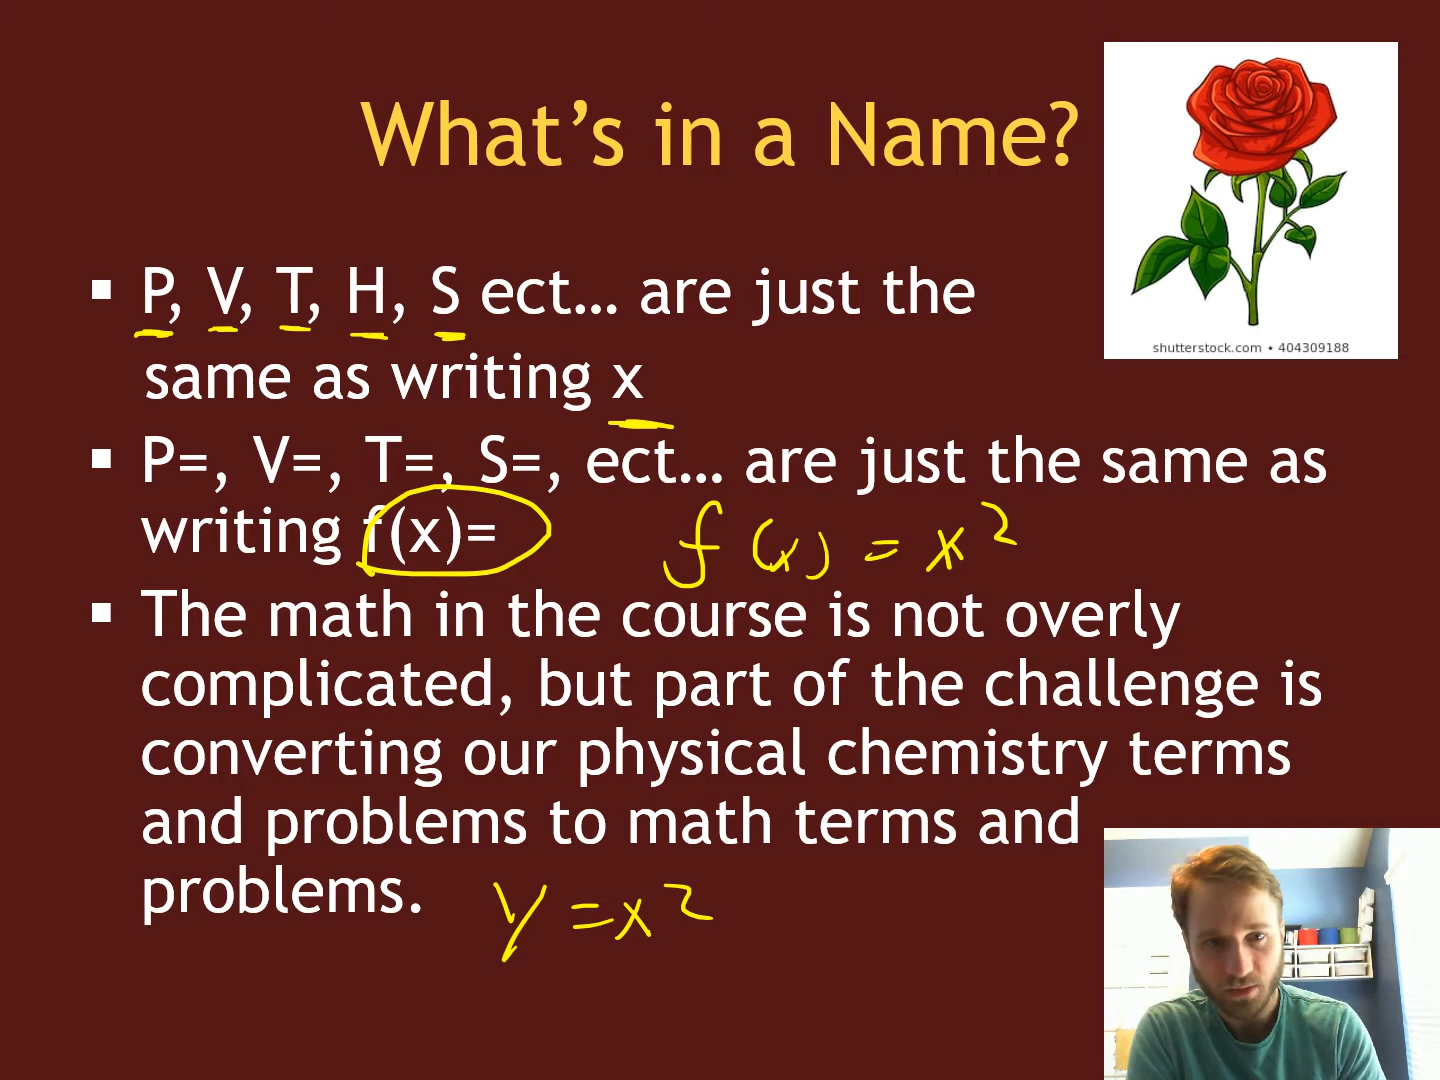 What's in a Name?
shutterstock.com • 404309188
▪ P, V, T, H, S ect... are just the
same as writing x
▪ P=, V=, T=, S=, ect... are just the same as
writing f(x)=
f(x) = x²
▪ The math in the course is not overly
complicated, but part of the challenge is
converting our physical chemistry terms
and problems to math terms and
problems.
y = x²